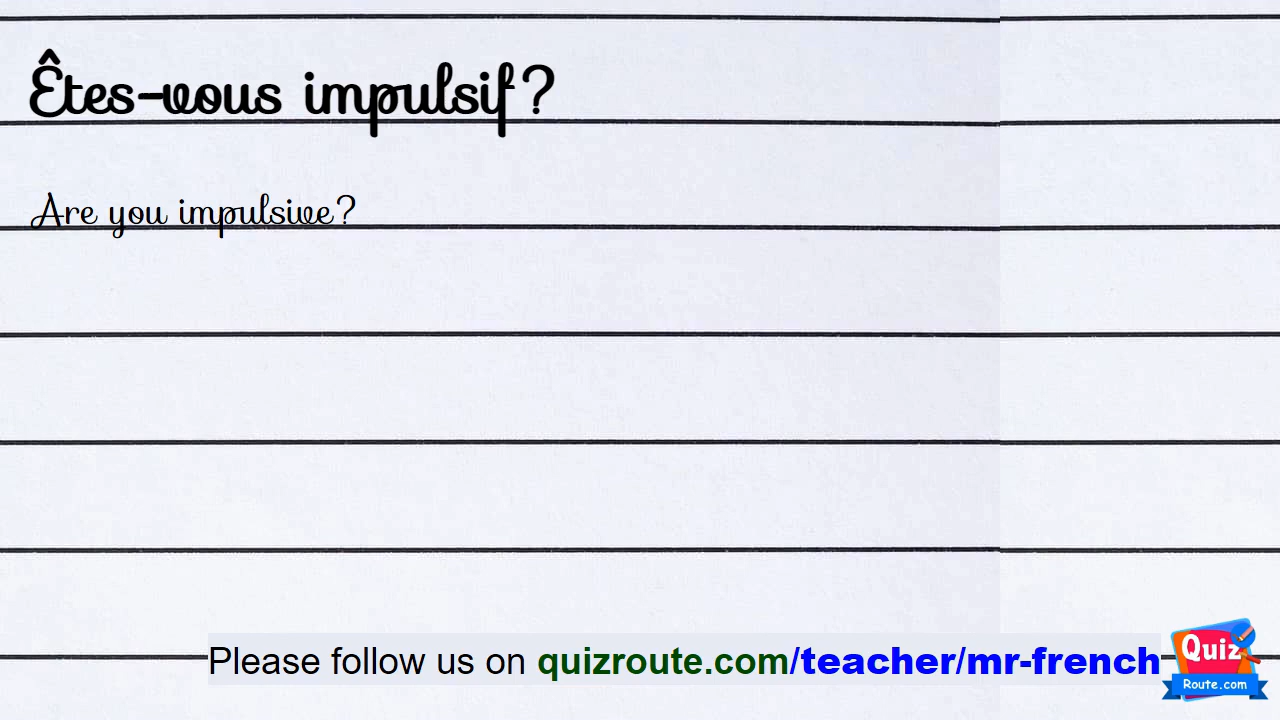 Êtes-vous impulsif?
Are you impulsive?
Please follow us on quizroute.com/teacher/mr-french
Quiz
Route.com